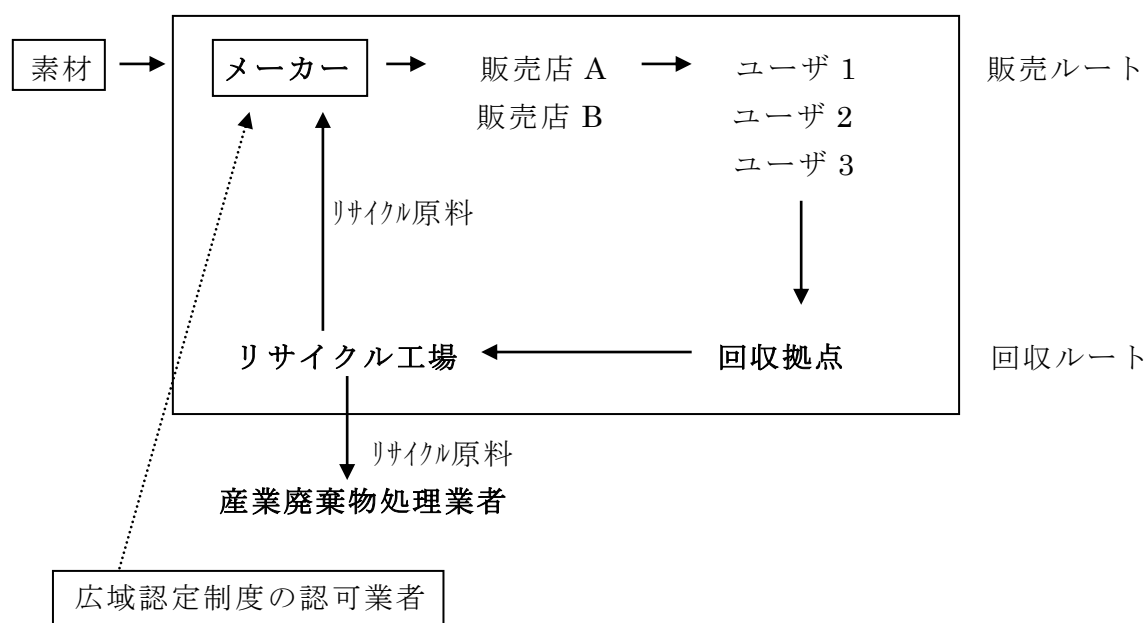 素材
メーカー
販売店 A
ユーザ 1
販売ルート
販売店 B
ユーザ 2
ユーザ 3
ﾘｻｲｸﾙ原料
リサイクル工場
回収拠点
回収ルート
ﾘｻｲｸﾙ原料
産業廃棄物処理業者
広域認定制度の認可業者